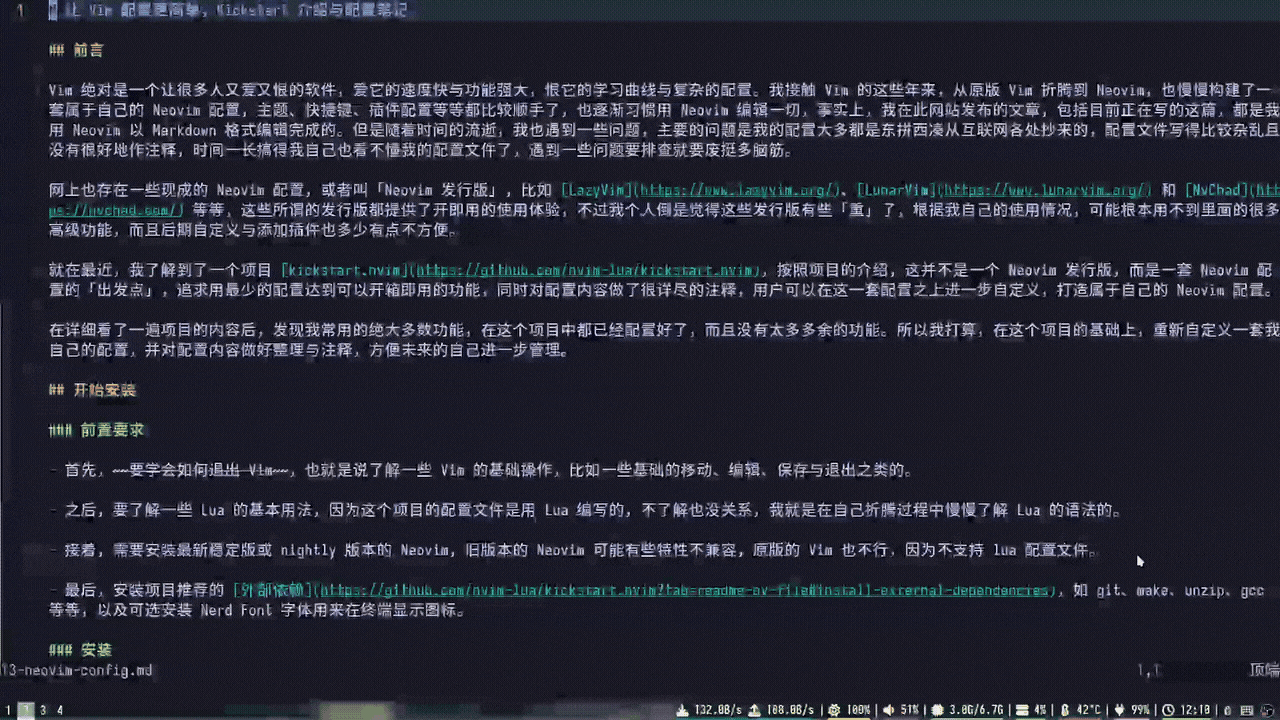 1 # 让 Vim 配置更简单，Kickstart 介绍与配置笔记
## 前言
Vim 绝对是一个让很多人又爱又恨的软件，爱它的速度快与功能强大，恨它的学习曲线与复杂的配置。我接触 Vim 的这些年来，从原版 Vim 折腾到 Neovim，也慢慢构建了一
套属于自己的 Neovim 配置，主题、快捷键、插件配置等等都比较顺手了，也逐渐习惯用 Neovim 编辑一切，事实上，我在此网站发布的文章，包括目前正在写的这篇，都是我
用 Neovim 以 Markdown 格式编辑完成的。但是随着时间的流逝，我也遇到一些问题，主要的问题是我的配置大多都是东拼西凑从互联网各处抄来的，配置文件写得比较杂乱且
没有很好地作注释，时间一长搞得我自己也看不懂我的配置文件了，遇到一些问题要排查就要废挺多脑筋。
网上也存在一些现成的 Neovim 配置，或者叫「Neovim 发行版」，比如 [LazyVim](https://www.lazyvim.org/)、[LunarVim](https://www.lunarvim.org/) 和 [NvChad](htt
ps://nvchad.com/) 等等，这些所谓的发行版都提供了开即用的使用体验，不过我个人倒是觉得这些发行版有些「重」了，根据我自己的使用情况，可能根本用不到里面的很多
高级功能，而且后期自定义与添加插件也多少有点不方便。
就在最近，我了解到了一个项目 [kickstart.nvim](https://github.com/nvim-lua/kickstart.nvim)，按照项目的介绍，这并不是一个 Neovim 发行版，而是一套 Neovim 配
置的「出发点」，追求用最少的配置达到可以开箱即用的功能，同时对配置内容做了很详尽的注释，用户可以在这一套配置之上进一步自定义，打造属于自己的 Neovim 配置。
在详细看了一遍项目的内容后，发现我常用的绝大多数功能，在这个项目中都已经配置好了，而且没有太多多余的功能。所以我打算，在这个项目的基础上，重新自定义一套我
自己的配置，并对配置内容做好整理与注释，方便未来的自己进一步管理。
## 开始安装
### 前置要求
- 首先，~~要学会如何退出 Vim~~，也就是说了解一些 Vim 的基础操作，比如一些基础的移动、编辑、保存与退出之类的。
- 之后，要了解一些 Lua 的基本用法，因为这个项目的配置文件是用 Lua 编写的，不了解也没关系，我就是在自己折腾过程中慢慢了解 Lua 的语法的。
- 接着，需要安装最新稳定版或 nightly 版本的 Neovim，旧版本的 Neovim 可能有些特性不兼容，原版的 Vim 也不行，因为不支持 lua 配置文件。
- 最后，安装项目推荐的 [外部依赖](https://github.com/nvim-lua/kickstart.nvim?tab=readme-ov-file#install-external-dependencies)，如 git、make、unzip、gcc
等等，以及可选安装 Nerd Font 字体用来在终端显示图标。
### 安装
13-neovim-config.md 1,1 顶端
1 2 3 4 132.0B/s 108.0B/s 100% 51% 3.0G/6.7G 4% 42°C 99% 12:10